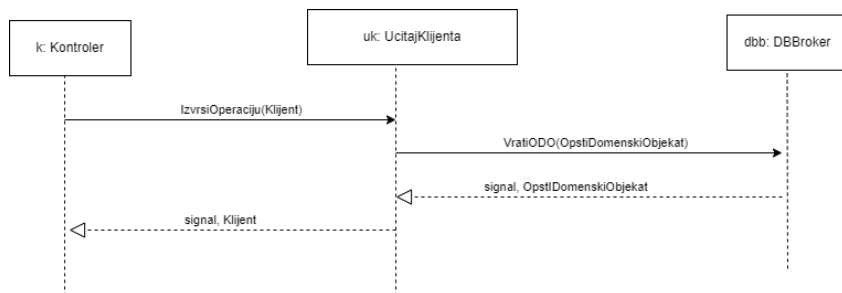 k: Kontroler
uk: UcitajKlijenta
dbb: DBBroker
IzvrsiOperaciju(Klijent)
VratiODO(OpstiDomenskiObjekat)
signal, OpstIDomenskiObjekat
signal, Klijent